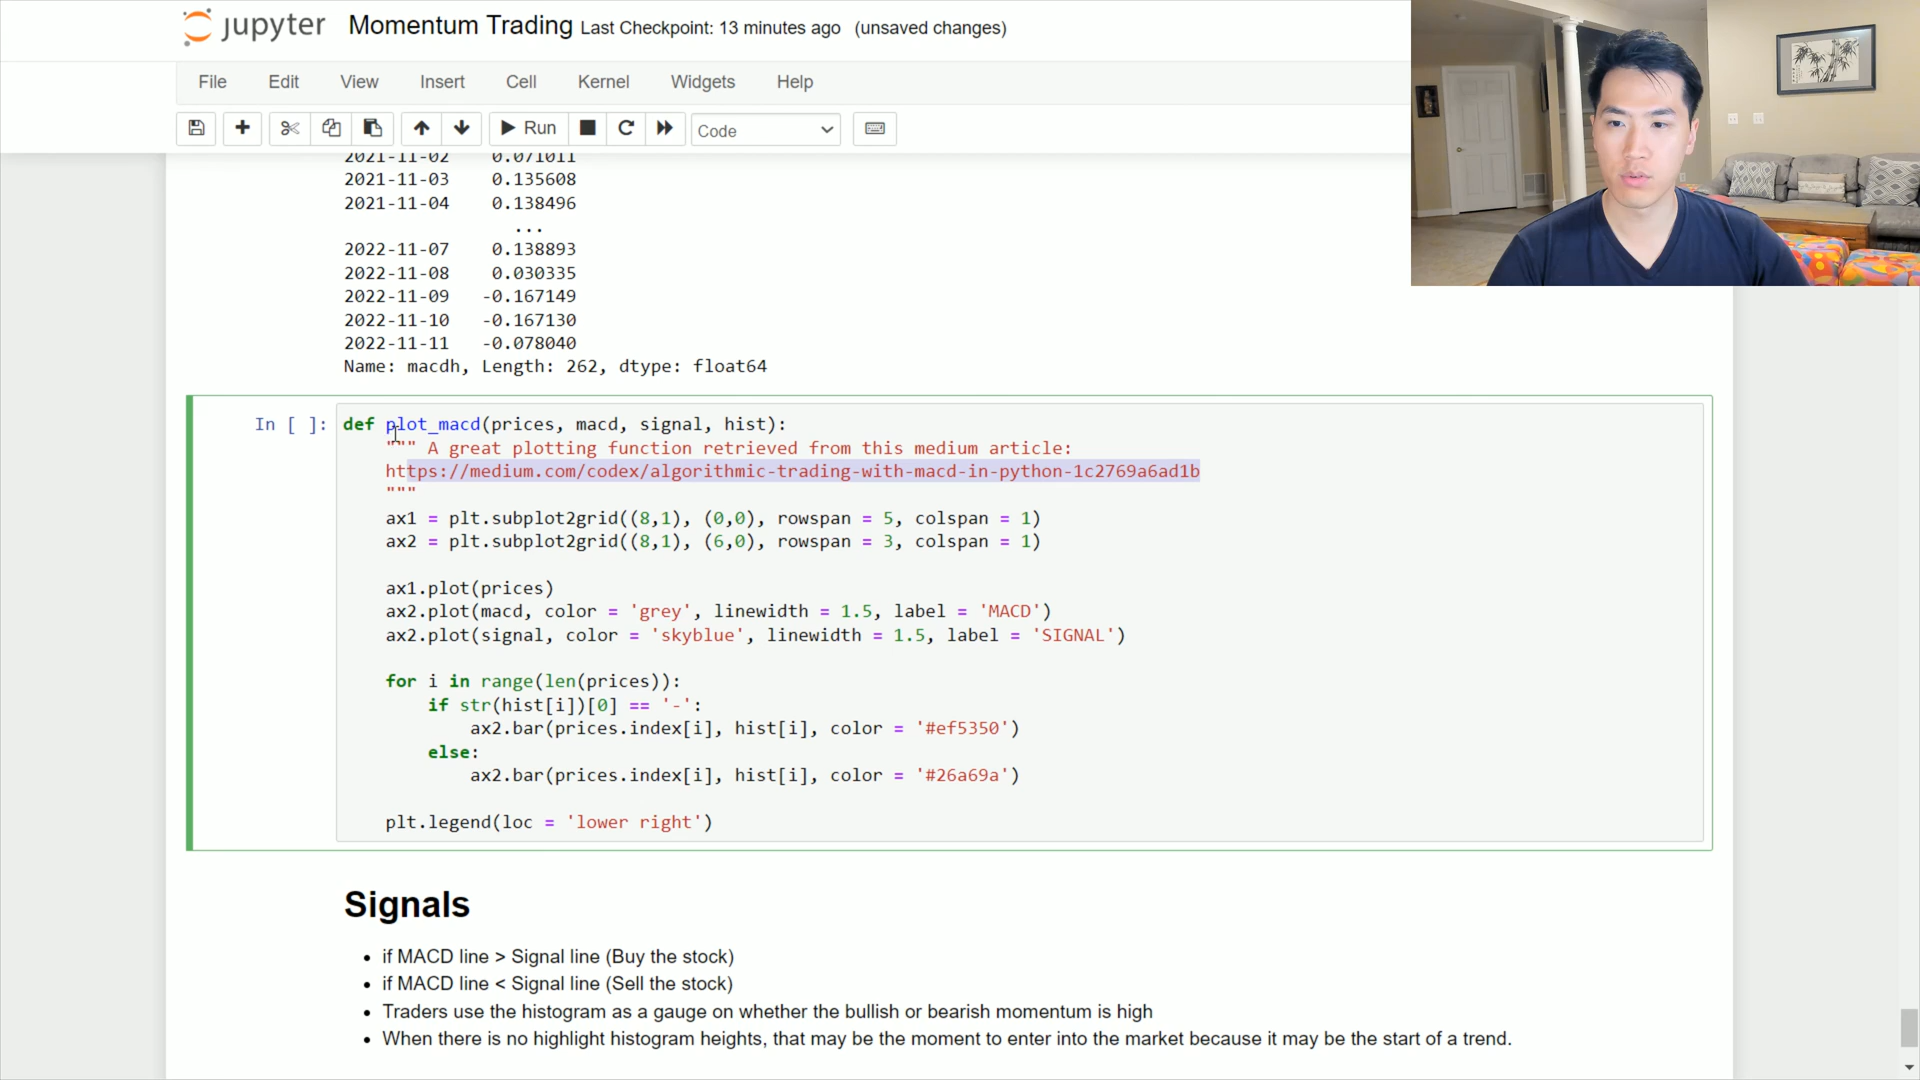 jupyter Momentum Trading Last Checkpoint: 13 minutes ago (unsaved changes)
File Edit View Insert Cell Kernel Widgets Help
Run Code
2021-11-02 0.071011
2021-11-03 0.135608
2021-11-04 0.138496
...
2022-11-07 0.138893
2022-11-08 0.030335
2022-11-09 -0.167149
2022-11-10 -0.167130
2022-11-11 -0.078040
Name: macdh, Length: 262, dtype: float64
In [ ]: def plot_macd(prices, macd, signal, hist):
""" A great plotting function retrieved from this medium article:
https://medium.com/codex/algorithmic-trading-with-macd-in-python-1c2769a6ad1b
"""
ax1 = plt.subplot2grid((8,1), (0,0), rowspan = 5, colspan = 1)
ax2 = plt.subplot2grid((8,1), (6,0), rowspan = 3, colspan = 1)
ax1.plot(prices)
ax2.plot(macd, color = 'grey', linewidth = 1.5, label = 'MACD')
ax2.plot(signal, color = 'skyblue', linewidth = 1.5, label = 'SIGNAL')
for i in range(len(prices)):
if str(hist[i])[0] == '-':
ax2.bar(prices.index[i], hist[i], color = '#ef5350')
else:
ax2.bar(prices.index[i], hist[i], color = '#26a69a')
plt.legend(loc = 'lower right')
Signals
• if MACD line > Signal line (Buy the stock)
• if MACD line < Signal line (Sell the stock)
• Traders use the histogram as a gauge on whether the bullish or bearish momentum is high
• When there is no highlight histogram heights, that may be the moment to enter into the market because it may be the start of a trend.